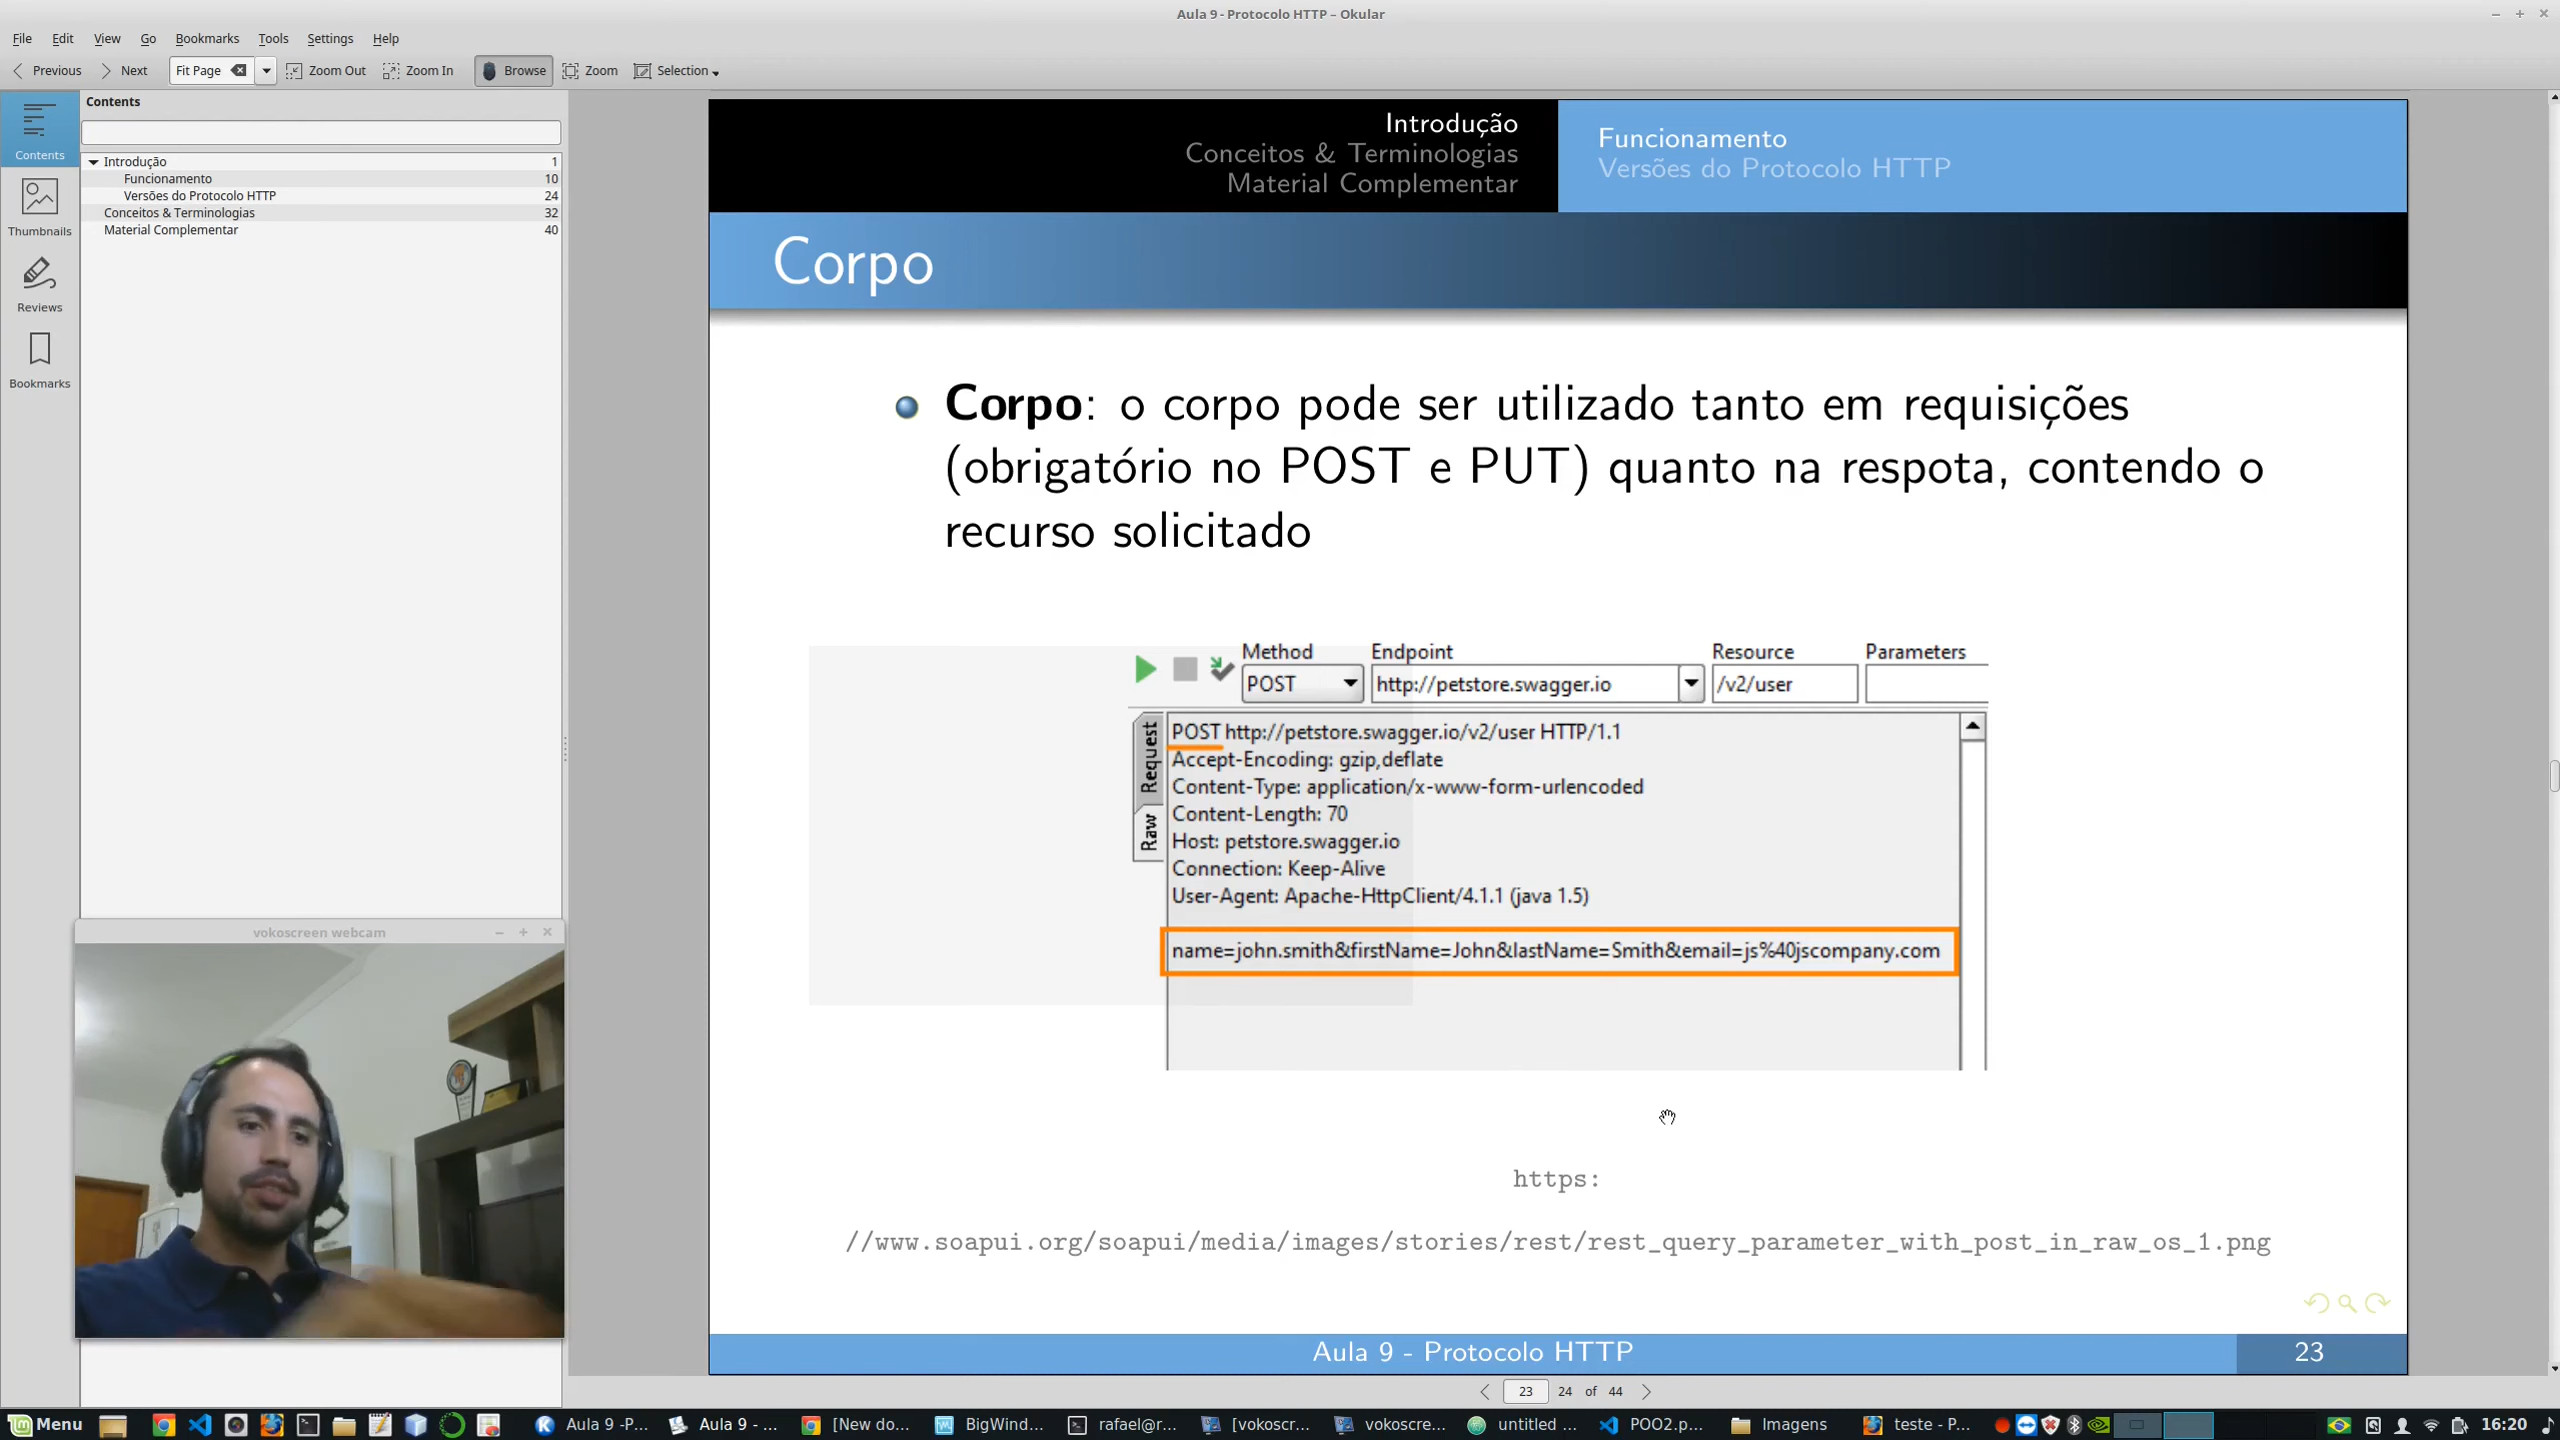 Aula 9 - Protocolo HTTP – Okular
File Edit View Go Bookmarks Tools Settings Help
Previous Next Fit Page Zoom Out Zoom In Browse Zoom Selection
Contents
Contents
Thumbnails
Reviews
Bookmarks
Introdução 1
Funcionamento 10
Versões do Protocolo HTTP 24
Conceitos & Terminologias 32
Material Complementar 40
Introdução
Conceitos & Terminologias
Material Complementar
Funcionamento
Versões do Protocolo HTTP
Corpo
Corpo: o corpo pode ser utilizado tanto em requisições
(obrigatório no POST e PUT) quanto na respota, contendo o
recurso solicitado
Method Endpoint Resource Parameters
POST http://petstore.swagger.io /v2/user
Request
Raw
POST http://petstore.swagger.io/v2/user HTTP/1.1
Accept-Encoding: gzip,deflate
Content-Type: application/x-www-form-urlencoded
Content-Length: 70
Host: petstore.swagger.io
Connection: Keep-Alive
User-Agent: Apache-HttpClient/4.1.1 (java 1.5)
name=john.smith&firstName=John&lastName=Smith&email=js%40jscompany.com
https:
//www.soapui.org/soapui/media/images/stories/rest/rest_query_parameter_with_post_in_raw_os_1.png
Aula 9 - Protocolo HTTP 23
23 24 of 44
vokoscreen webcam
Menu Aula 9 -P... Aula 9 - ... [New do... BigWind... rafael@r... [vokoscr... vokoscre... untitled ... POO2.p... Imagens teste - P... 16:20